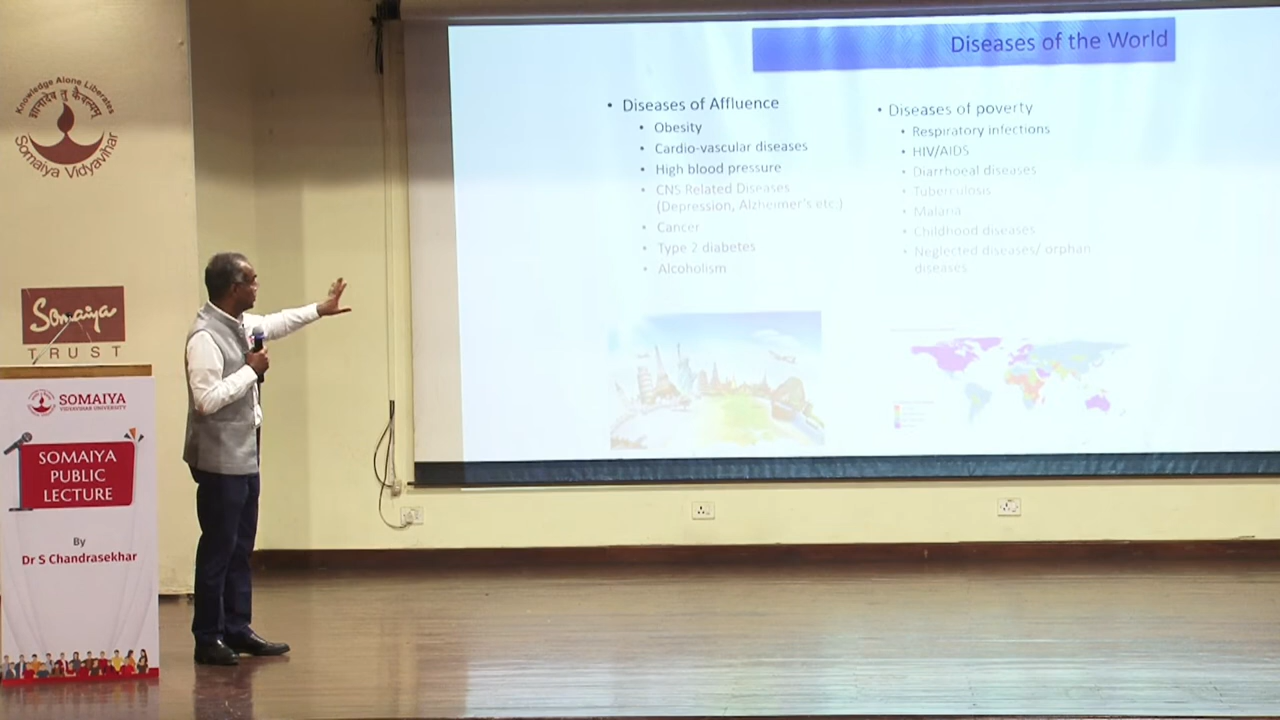 Knowledge Alone Liberates
ज्ञानादेव तु कैवल्यम्
Somaiya Vidyavihar
Somaiya
TRUST
SOMAIYA
VIDYAVIHAR UNIVERSITY
SOMAIYA
PUBLIC
LECTURE
By
Dr S Chandrasekhar
Diseases of the World
• Diseases of Affluence
• Obesity
• Cardio-vascular diseases
• High blood pressure
• CNS Related Diseases
(Depression, Alzheimer's etc.)
• Cancer
• Type 2 diabetes
• Alcoholism
• Diseases of poverty
• Respiratory infections
• HIV/AIDS
• Diarrhoeal diseases
• Tuberculosis
• Malaria
• Childhood diseases
• Neglected diseases/ orphan
diseases